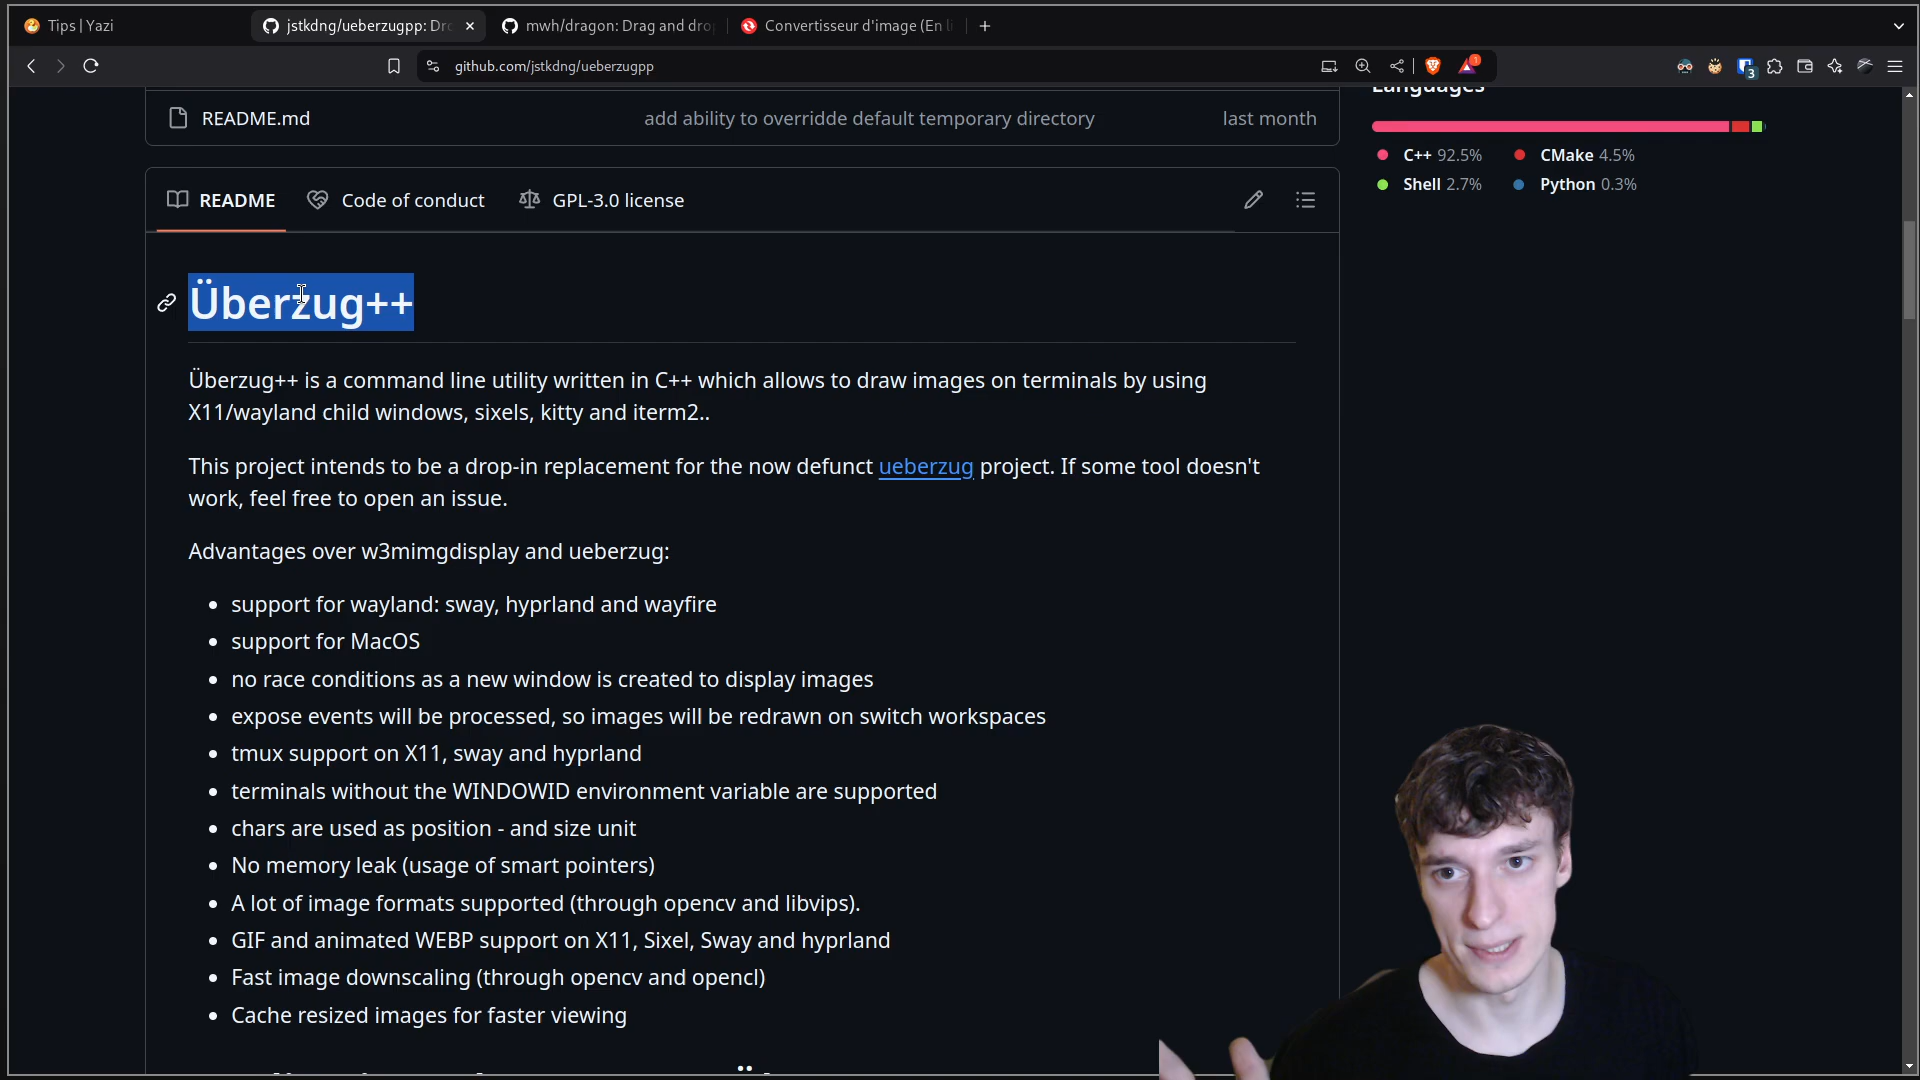 Tips | Yazi
jstkdng/ueberzugpp: Dr
mwh/dragon: Drag and dro
Convertisseur d'image (En li
github.com/jstkdng/ueberzugpp
1
3
Languages
README.md
add ability to overridde default temporary directory
last month
C++ 92.5%
CMake 4.5%
Shell 2.7%
Python 0.3%
README
Code of conduct
GPL-3.0 license
Überzug++
Überzug++ is a command line utility written in C++ which allows to draw images on terminals by using
X11/wayland child windows, sixels, kitty and iterm2..
This project intends to be a drop-in replacement for the now defunct ueberzug project. If some tool doesn't
work, feel free to open an issue.
Advantages over w3mimgdisplay and ueberzug:
support for wayland: sway, hyprland and wayfire
support for MacOS
no race conditions as a new window is created to display images
expose events will be processed, so images will be redrawn on switch workspaces
tmux support on X11, sway and hyprland
terminals without the WINDOWID environment variable are supported
chars are used as position - and size unit
No memory leak (usage of smart pointers)
A lot of image formats supported (through opencv and libvips).
GIF and animated WEBP support on X11, Sixel, Sway and hyprland
Fast image downscaling (through opencv and opencl)
Cache resized images for faster viewing